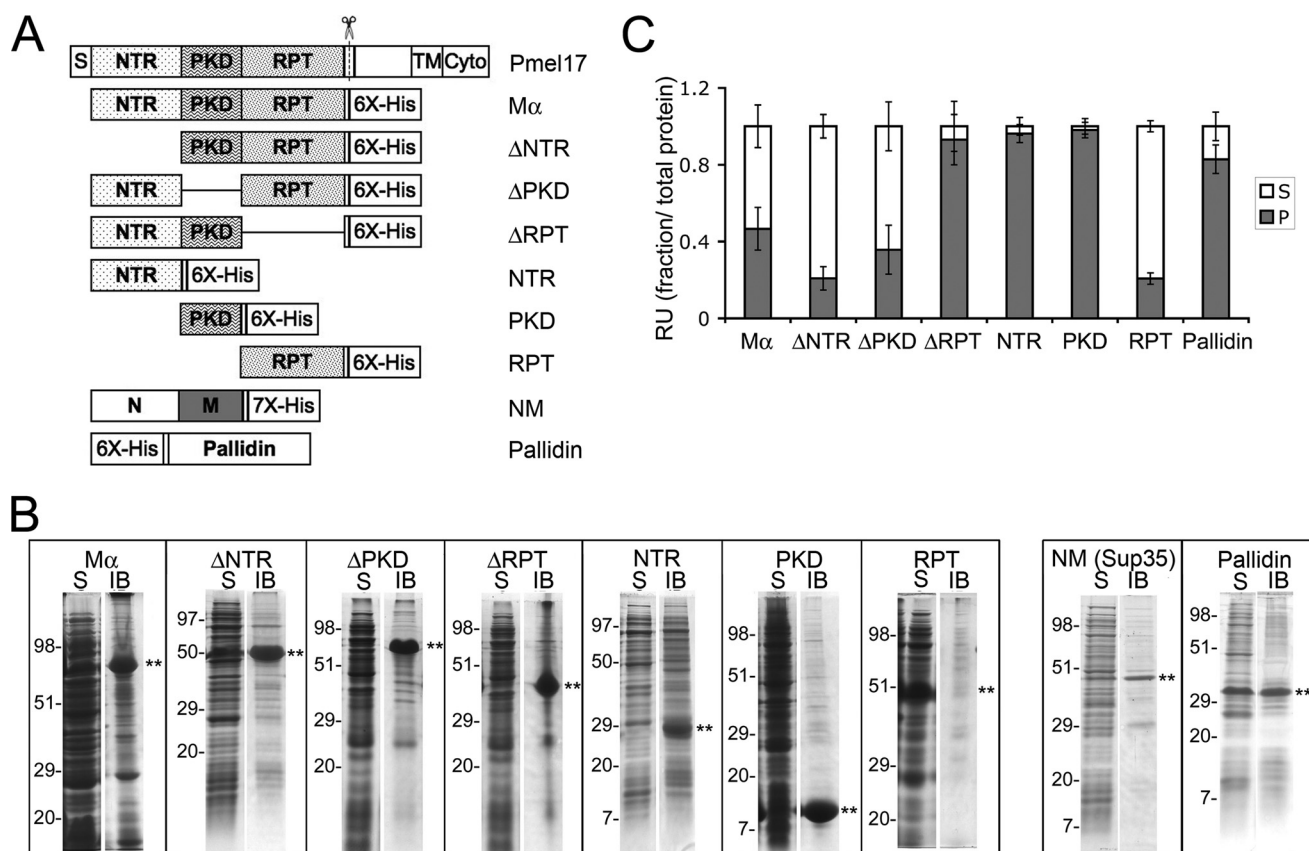 A
S NTR PKD RPT TM Cyto Pmel17
NTR PKD RPT 6X-His Mα
PKD RPT 6X-His ΔNTR
NTR RPT 6X-His ΔPKD
NTR PKD 6X-His ΔRPT
NTR 6X-His NTR
PKD 6X-His PKD
RPT 6X-His RPT
N M 7X-His NM
6X-His Pallidin Pallidin
C
RU (fraction/ total protein)
1.2
0.8
0.4
0
Mα ΔNTR ΔPKD ΔRPT NTR PKD RPT Pallidin
S
P
B
Mα
S IB
98-
51-
29-
20-
**
ΔNTR
S IB
97-
50-
29-
20-
**
ΔPKD
S IB
98-
51-
29-
20-
**
ΔRPT
S IB
98-
51-
29-
20-
**
NTR
S IB
97-
50-
29-
20-
7-
**
PKD
S IB
98-
51-
29-
20-
7-
**
RPT
S IB
98-
51-
29-
20-
**
NM (Sup35)
S IB
98-
51-
29-
20-
7-
**
Pallidin
S IB
98-
51-
29-
20-
7-
**